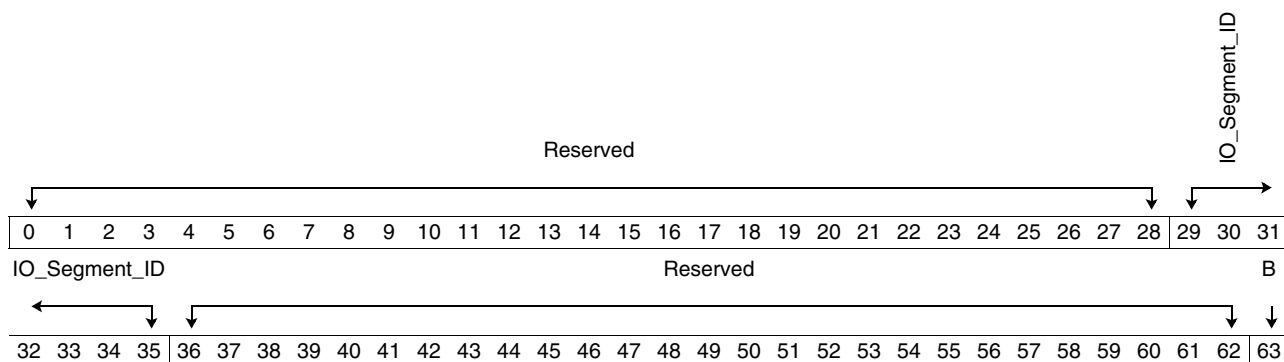 IO_Segment_ID
Reserved
0 1 2 3 4 5 6 7 8 9 10 11 12 13 14 15 16 17 18 19 20 21 22 23 24 25 26 27 28 29 30 31
IO_Segment_ID Reserved B
32 33 34 35 36 37 38 39 40 41 42 43 44 45 46 47 48 49 50 51 52 53 54 55 56 57 58 59 60 61 62 63